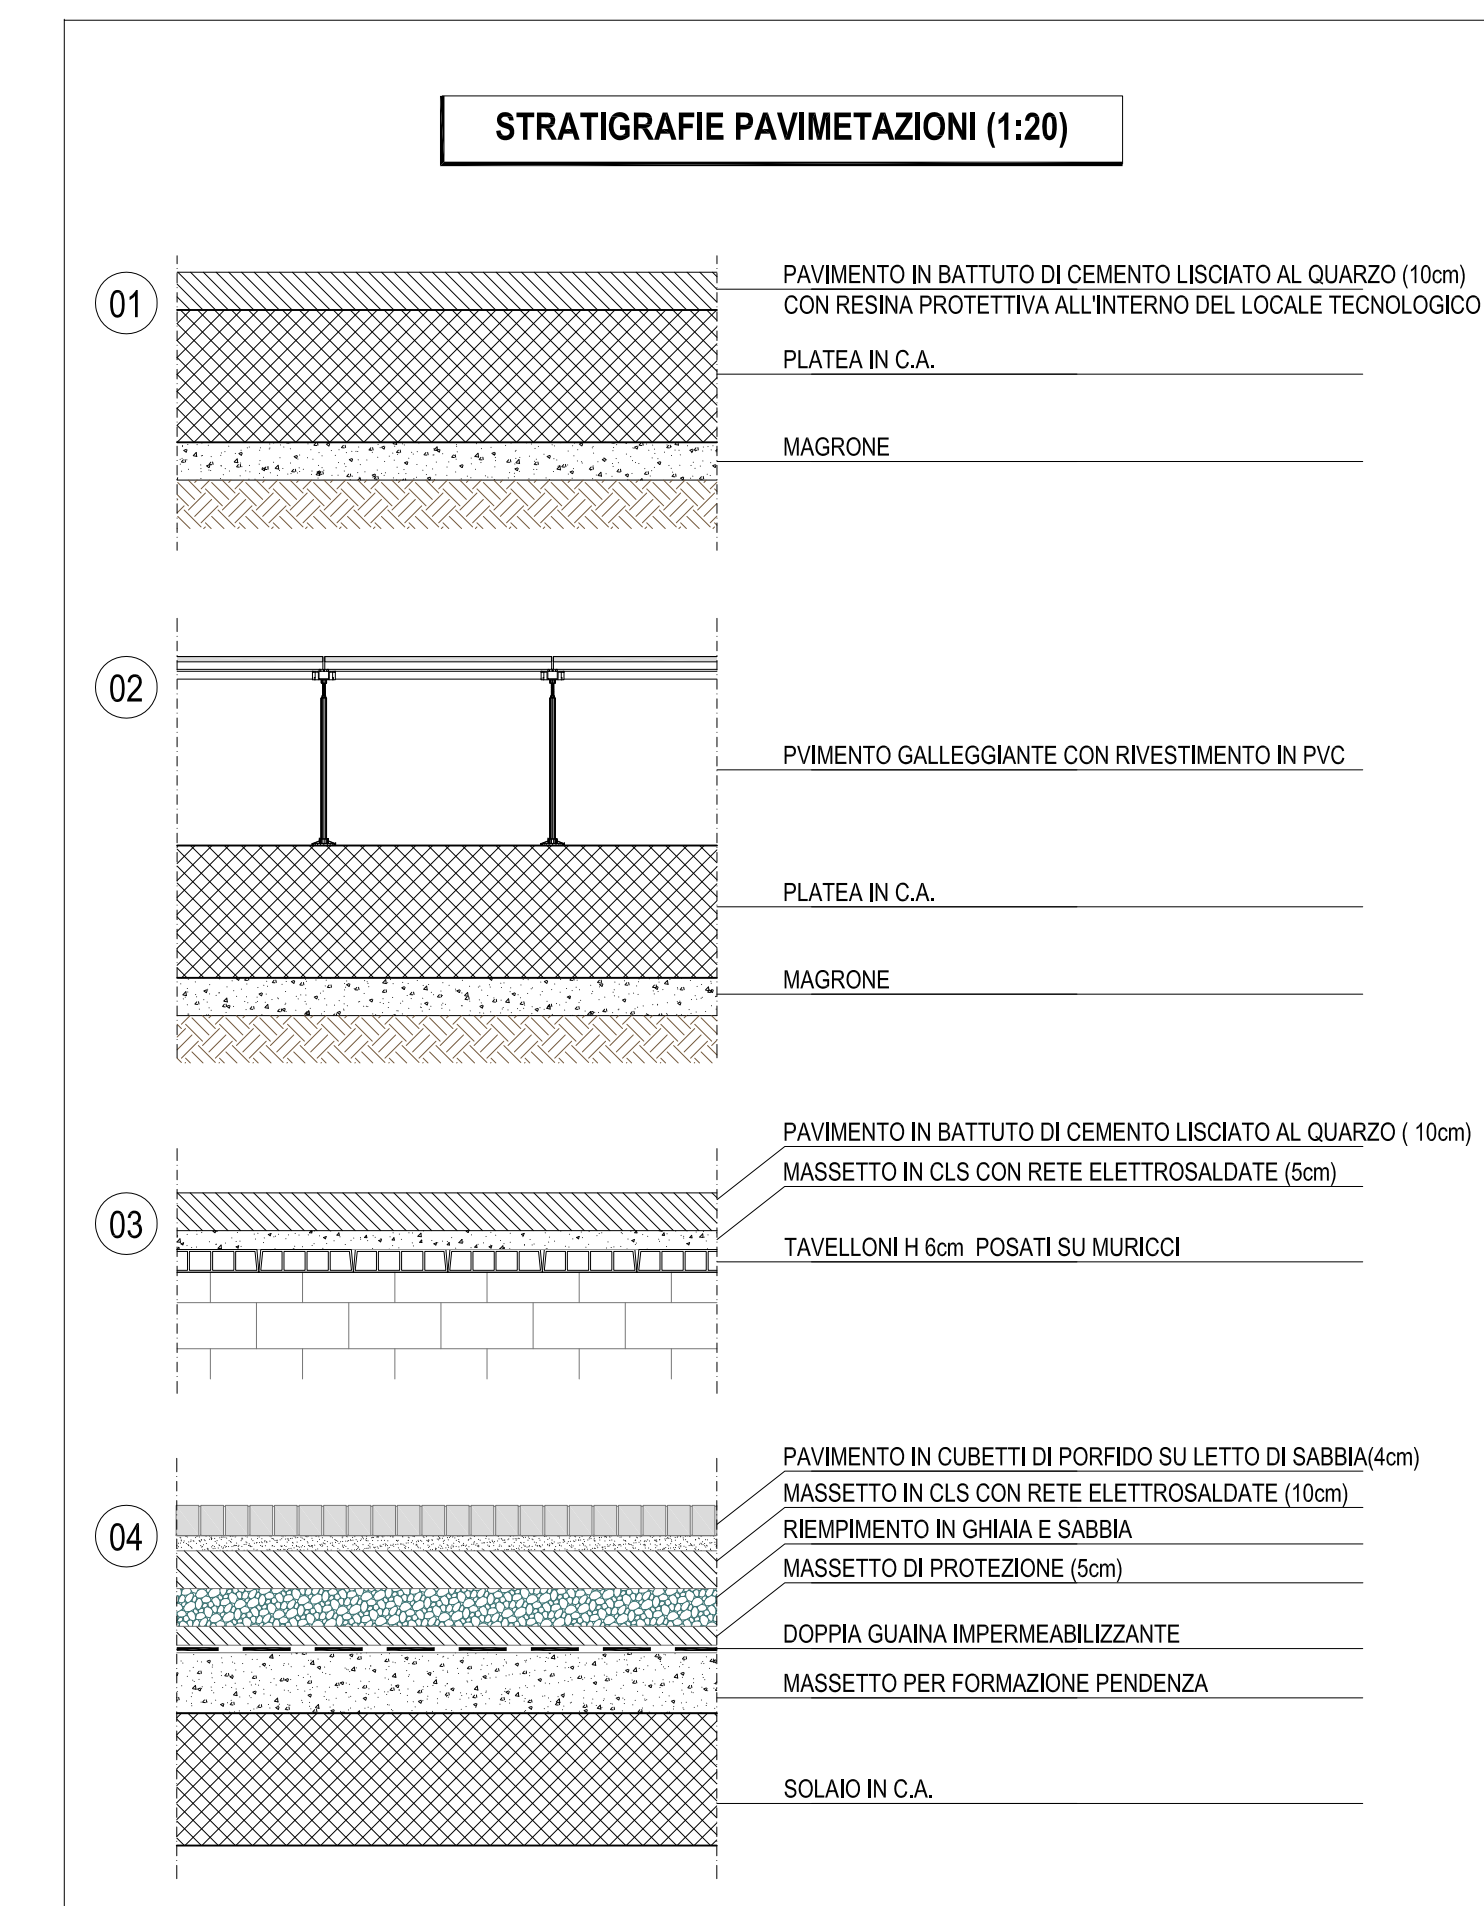 STRATIGRAFIE PAVIMETAZIONI (1:20)
01
PAVIMENTO IN BATTUTO DI CEMENTO LISCIATO AL QUARZO (10cm)
CON RESINA PROTETTIVA ALL'INTERNO DEL LOCALE TECNOLOGICO
PLATEA IN C.A.
MAGRONE
02
PVIMENTO GALLEGGIANTE CON RIVESTIMENTO IN PVC
PLATEA IN C.A.
MAGRONE
03
PAVIMENTO IN BATTUTO DI CEMENTO LISCIATO AL QUARZO ( 10cm)
MASSETTO IN CLS CON RETE ELETTROSALDATE (5cm)
TAVELLONI H 6cm POSATI SU MURICCI
04
PAVIMENTO IN CUBETTI DI PORFIDO SU LETTO DI SABBIA(4cm)
MASSETTO IN CLS CON RETE ELETTROSALDATE (10cm)
RIEMPIMENTO IN GHIAIA E SABBIA
MASSETTO DI PROTEZIONE (5cm)
DOPPIA GUAINA IMPERMEABILIZZANTE
MASSETTO PER FORMAZIONE PENDENZA
SOLAIO IN C.A.